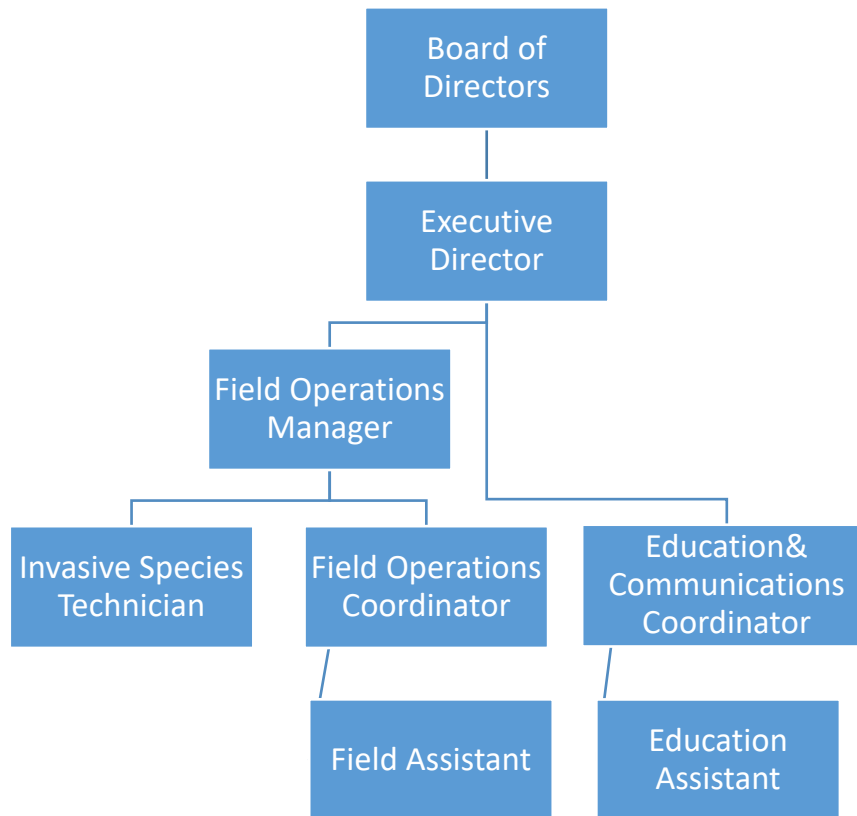 Board of
Directors
Executive
Director
Field Operations
Manager
Invasive Species
Technician
Field Operations
Coordinator
Education&
Communications
Coordinator
Field Assistant
Education
Assistant